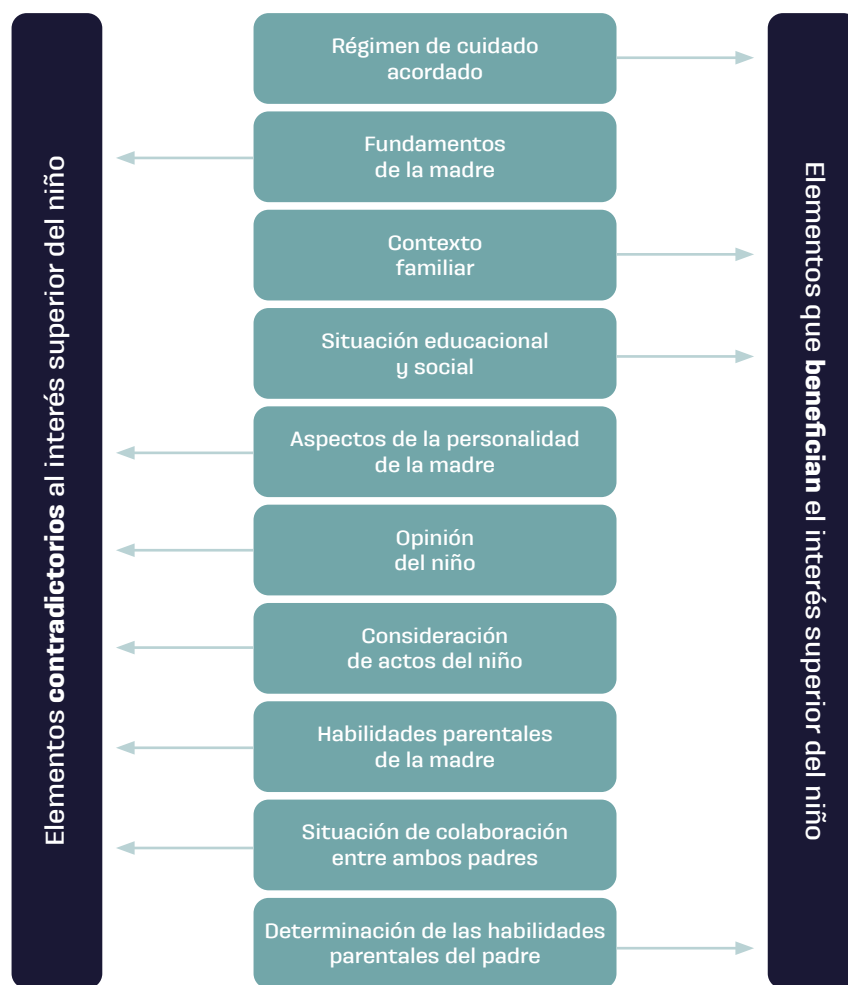 Elementos contradictorios al interés superior del niño
Régimen de cuidado
acordado
Fundamentos
de la madre
Contexto
familiar
Situación educacional
y social
Aspectos de la personalidad
de la madre
Opinión
del niño
Consideración
de actos del niño
Habilidades parentales
de la madre
Situación de colaboración
entre ambos padres
Determinación de las habilidades
parentales del padre
Elementos que benefician el interés superior del niño